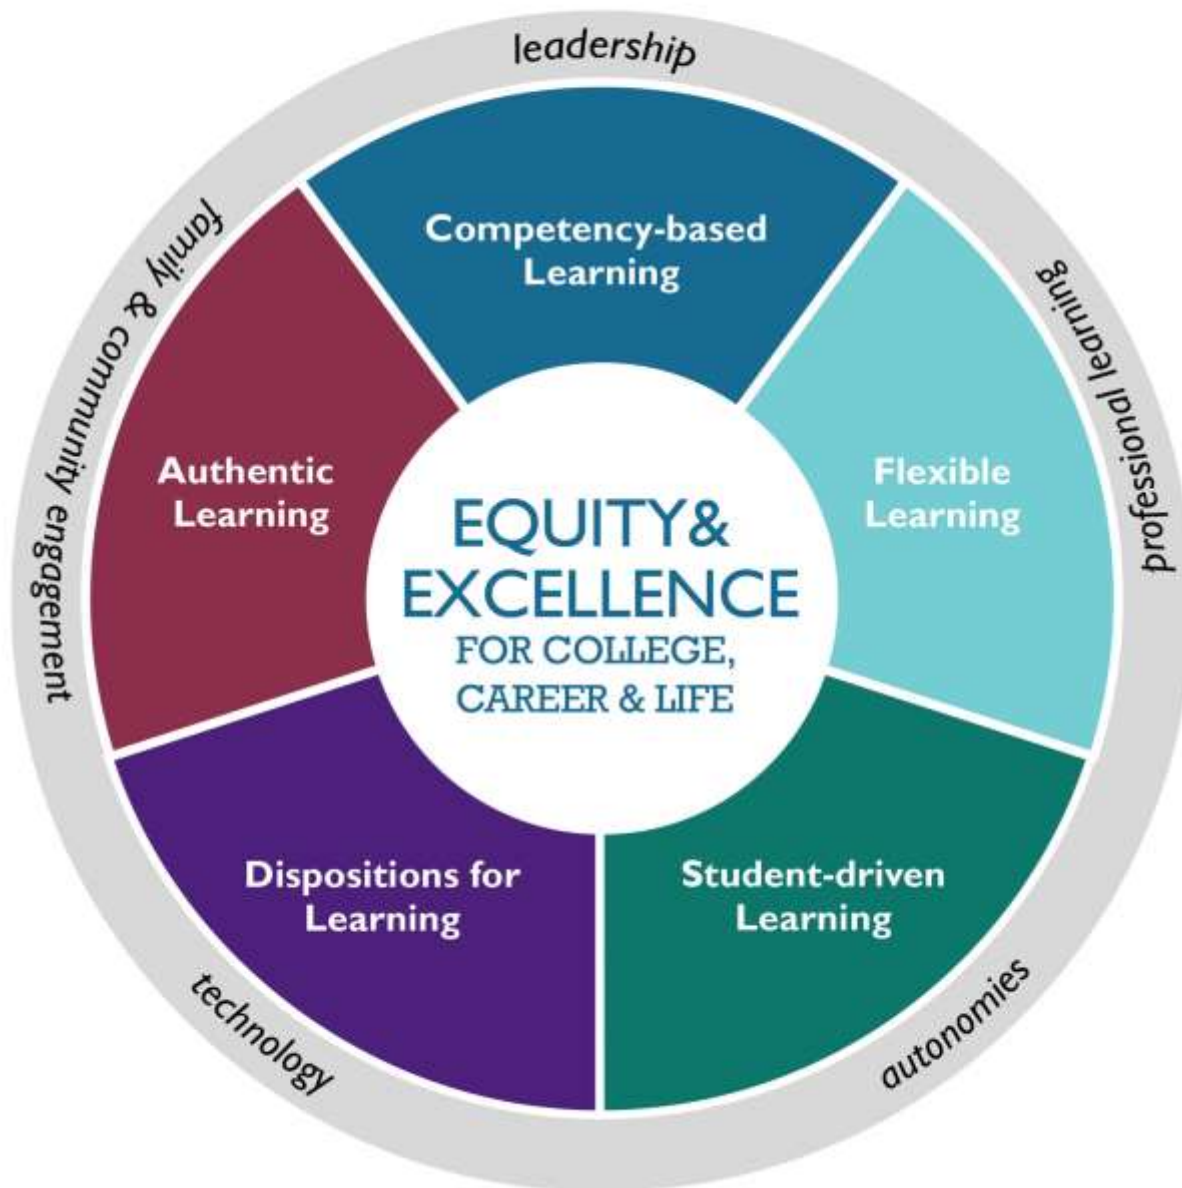 leadership
family & community engagement
professional learning
Competency-based
Learning
Authentic
Learning
Flexible
Learning
EQUITY&
EXCELLENCE
FOR COLLEGE,
CAREER & LIFE
Dispositions for
Learning
Student-driven
Learning
technology
autonomies